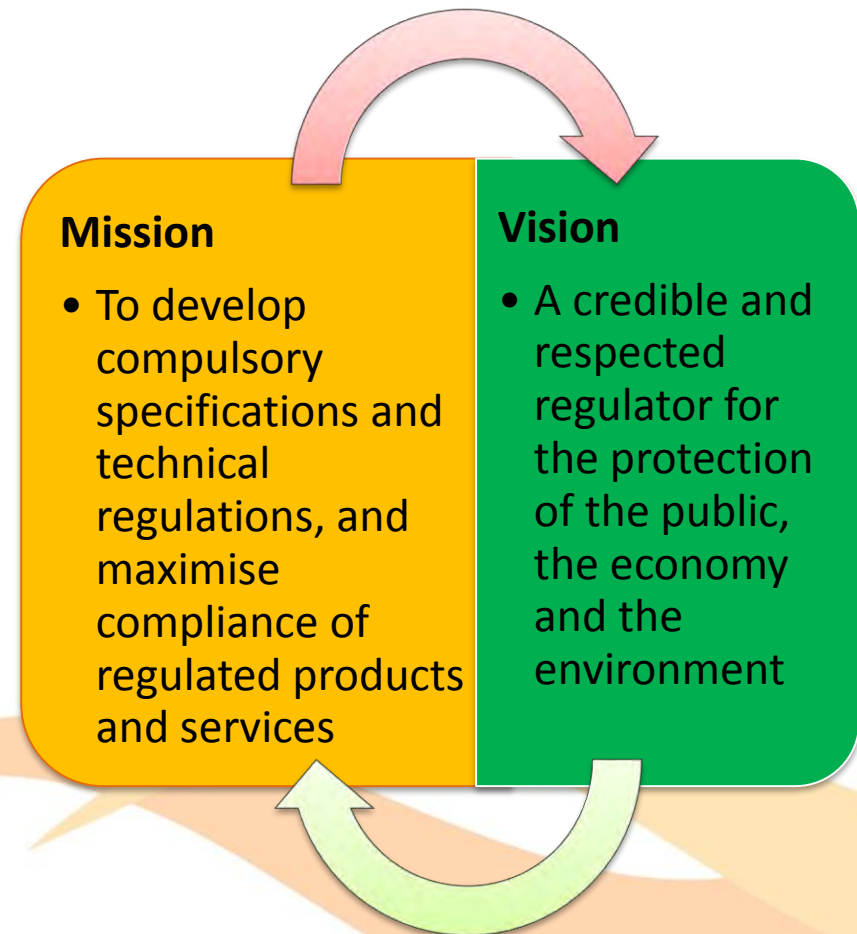 Mission
• To develop
compulsory
specifications and
technical
regulations, and
maximise
compliance of
regulated products
and services
Vision
• A credible and
respected
regulator for
the protection
of the public,
the economy
and the
environment